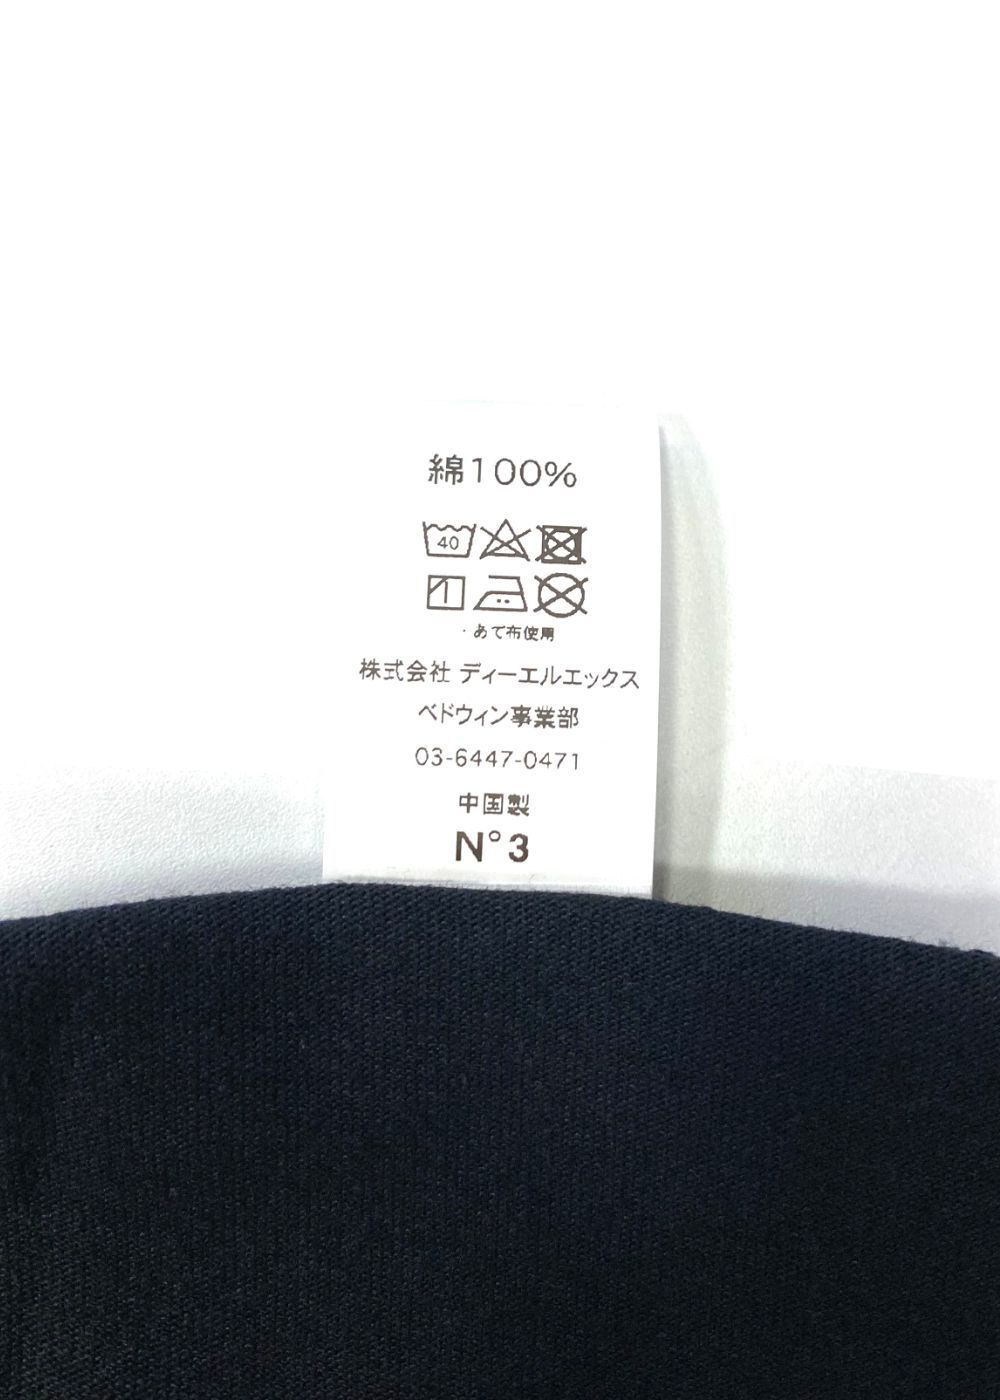 綿100%
40
・あて布使用
株式会社 ディーエルエックス
ベドウィン事業部
03-6447-0471
中国製
N°3